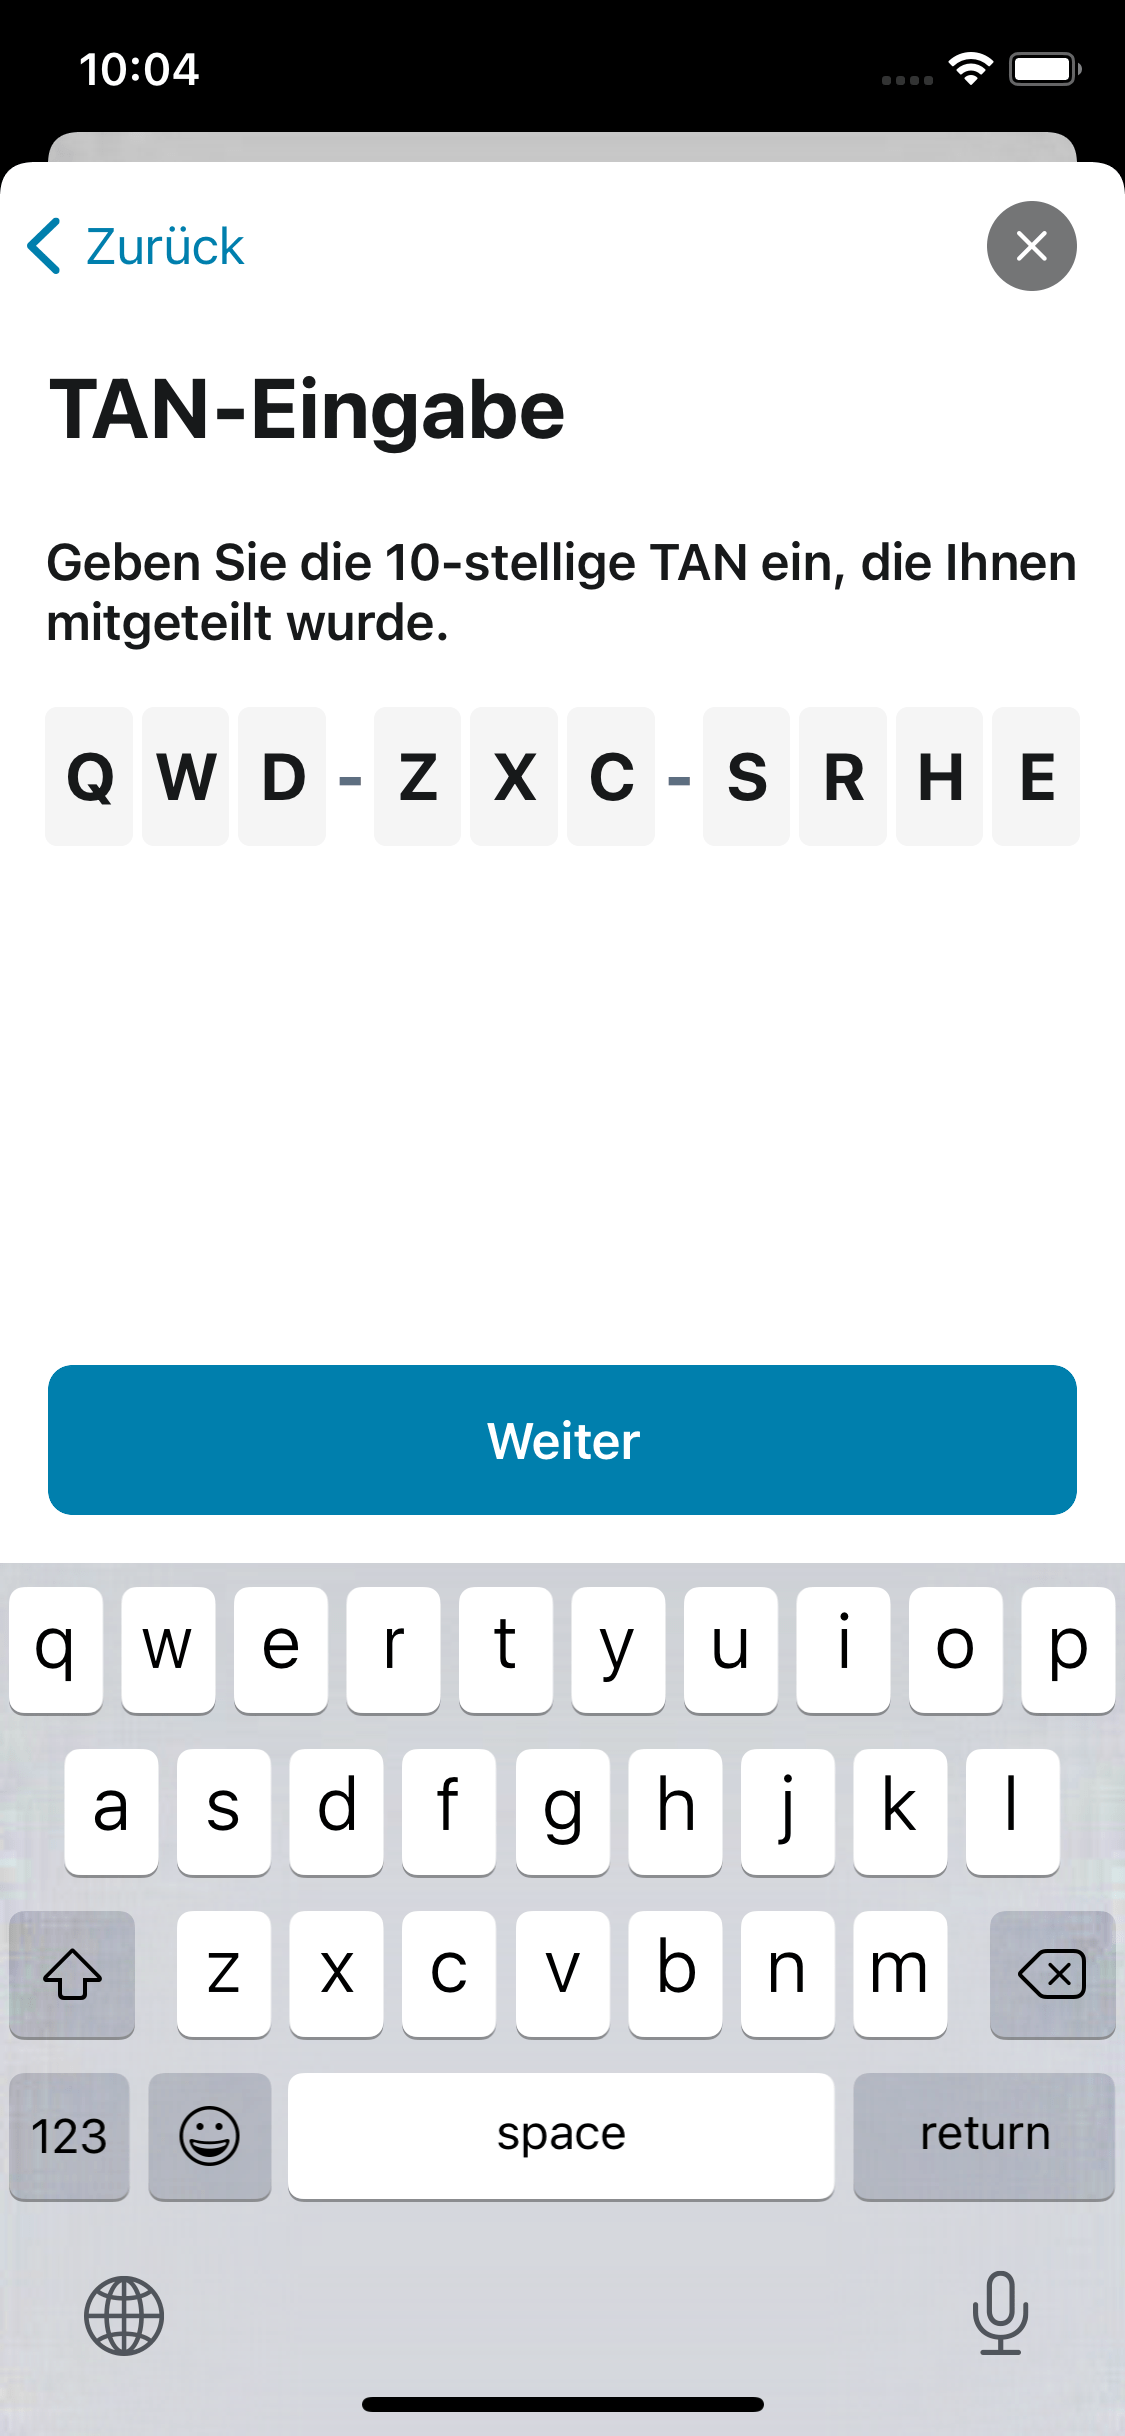 10:04
Zurück
TAN-Eingabe
Geben Sie die 10-stellige TAN ein, die Ihnen
mitgeteilt wurde.
Q W D - Z X C - S R H E
Weiter
q w e r t y u i o p
a s d f g h j k l
z x c v b n m
123 space return